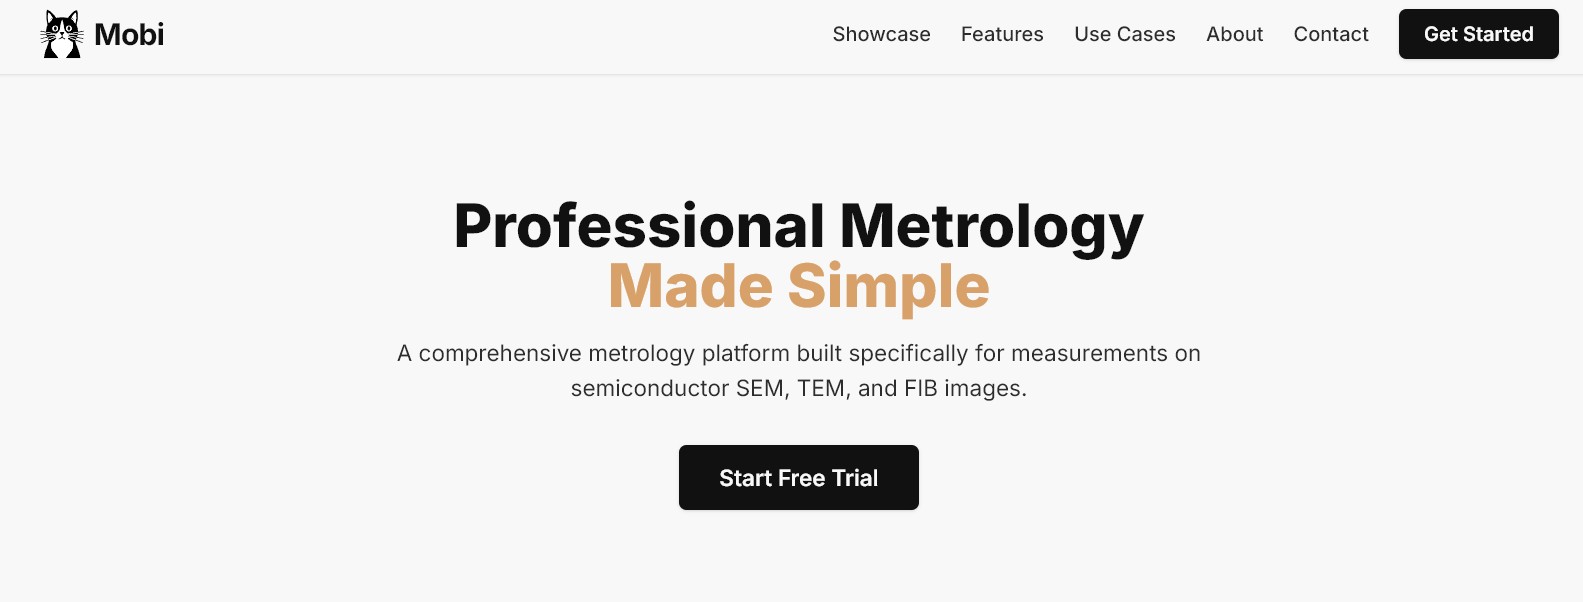 Mobi
Showcase
Features
Use Cases
About
Contact
Get Started
Professional Metrology
Made Simple
A comprehensive metrology platform built specifically for measurements on
semiconductor SEM, TEM, and FIB images.
Start Free Trial